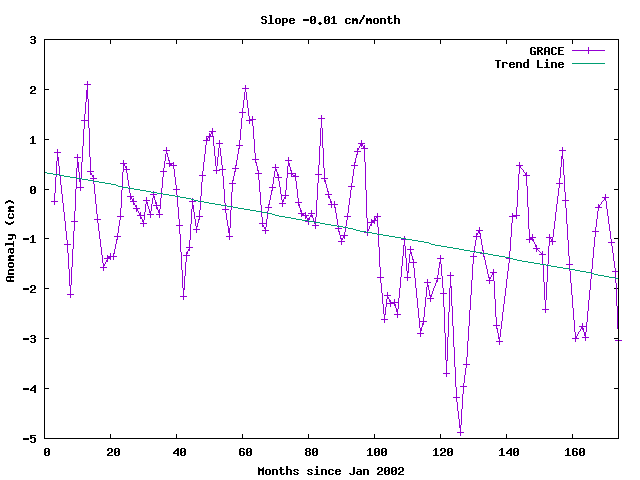 Slope -0.01 cm/month
GRACE
Trend Line
3
2
1
0
-1
-2
-3
-4
-5
Anomaly (cm)
0 20 40 60 80 100 120 140 160
Months since Jan 2002